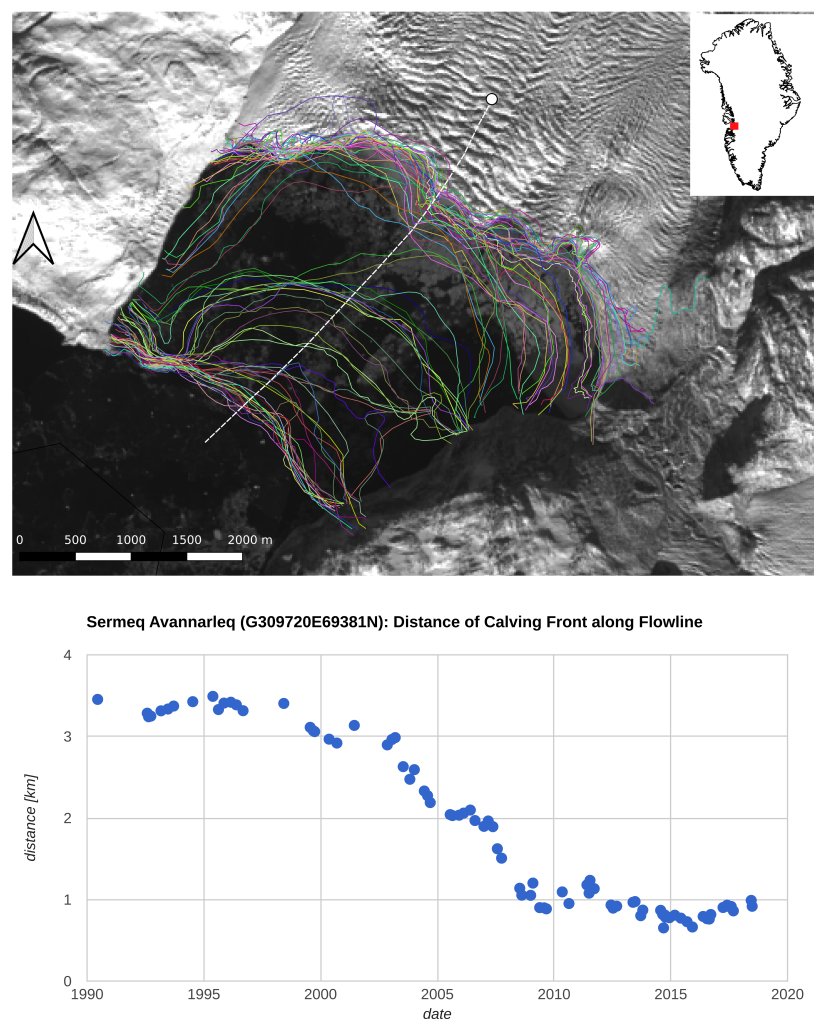 0 500 1000 1500 2000 m
Sermeq Avannarleq (G309720E69381N): Distance of Calving Front along Flowline
4
3
2
1
0
distance [km]
1990 1995 2000 2005 2010 2015 2020
date